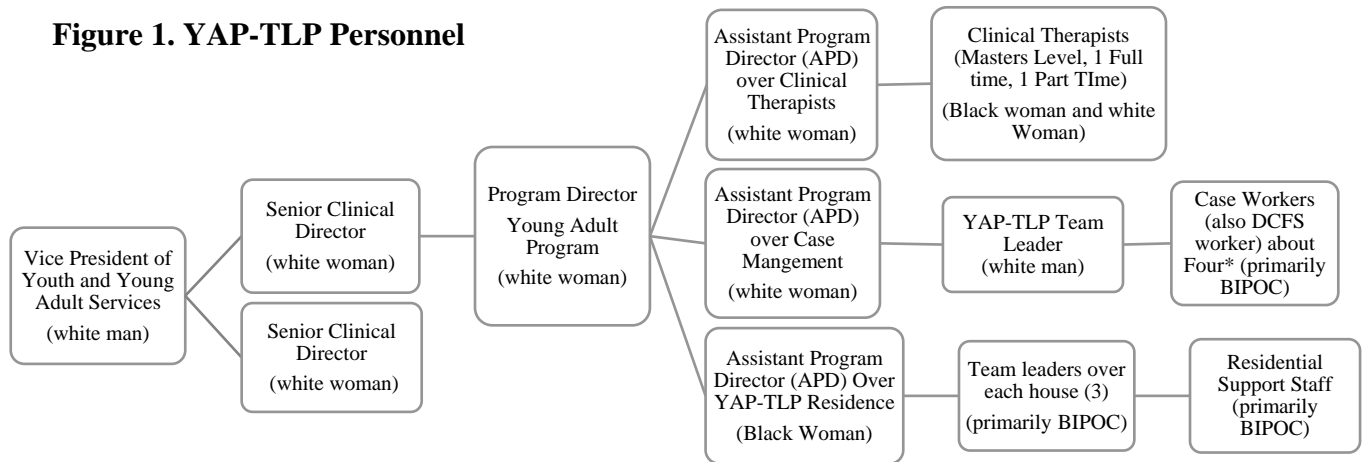 Figure 1. YAP-TLP Personnel
Vice President of
Youth and Young
Adult Services
(white man)
Senior Clinical
Director
(white woman)
Senior Clinical
Director
(white woman)
Program Director
Young Adult
Program
(white woman)
Assistant Program
Director (APD)
over Clinical
Therapists
(white woman)
Clinical Therapists
(Masters Level, 1 Full
time, 1 Part TIme)
(Black woman and white
Woman)
Assistant Program
Director (APD)
over Case
Mangement
(white woman)
YAP-TLP Team
Leader
(white man)
Case Workers
(also DCFS
worker) about
Four* (primarily
BIPOC)
Assistant Program
Director (APD) Over
YAP-TLP Residence
(Black Woman)
Team leaders over
each house (3)
(primarily BIPOC)
Residential
Support Staff
(primarily
BIPOC)